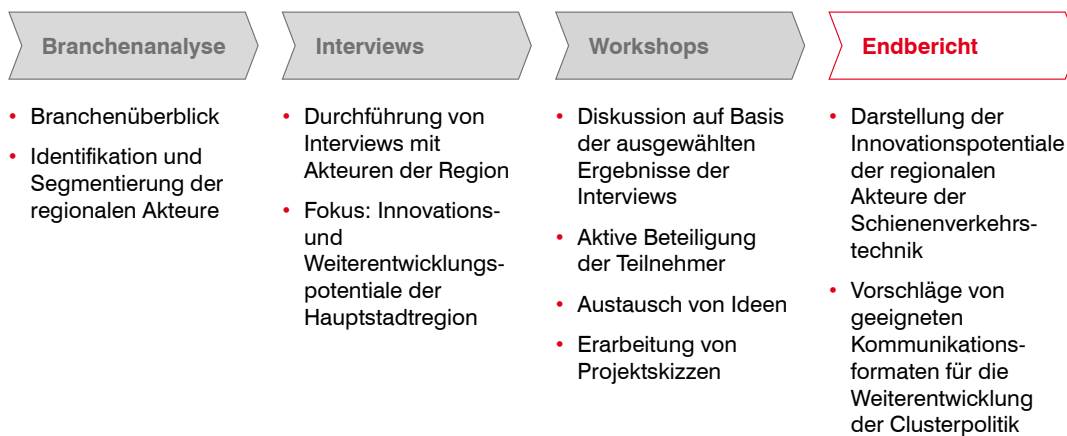 Branchenanalyse
• Branchenüberblick
• Identifikation und
Segmentierung der
regionalen Akteure
Interviews
• Durchführung von
Interviews mit
Akteuren der Region
• Fokus: Innovations-
und
Weiterentwicklungs-
potentiale der
Hauptstadtregion
Workshops
• Diskussion auf Basis
der ausgewählten
Ergebnisse der
Interviews
• Aktive Beteiligung
der Teilnehmer
• Austausch von Ideen
• Erarbeitung von
Projektskizzen
Endbericht
• Darstellung der
Innovationspotentiale
der regionalen
Akteure der
Schienenverkehrs-
technik
• Vorschläge von
geeigneten
Kommunikations-
formaten für die
Weiterentwicklung
der Clusterpolitik